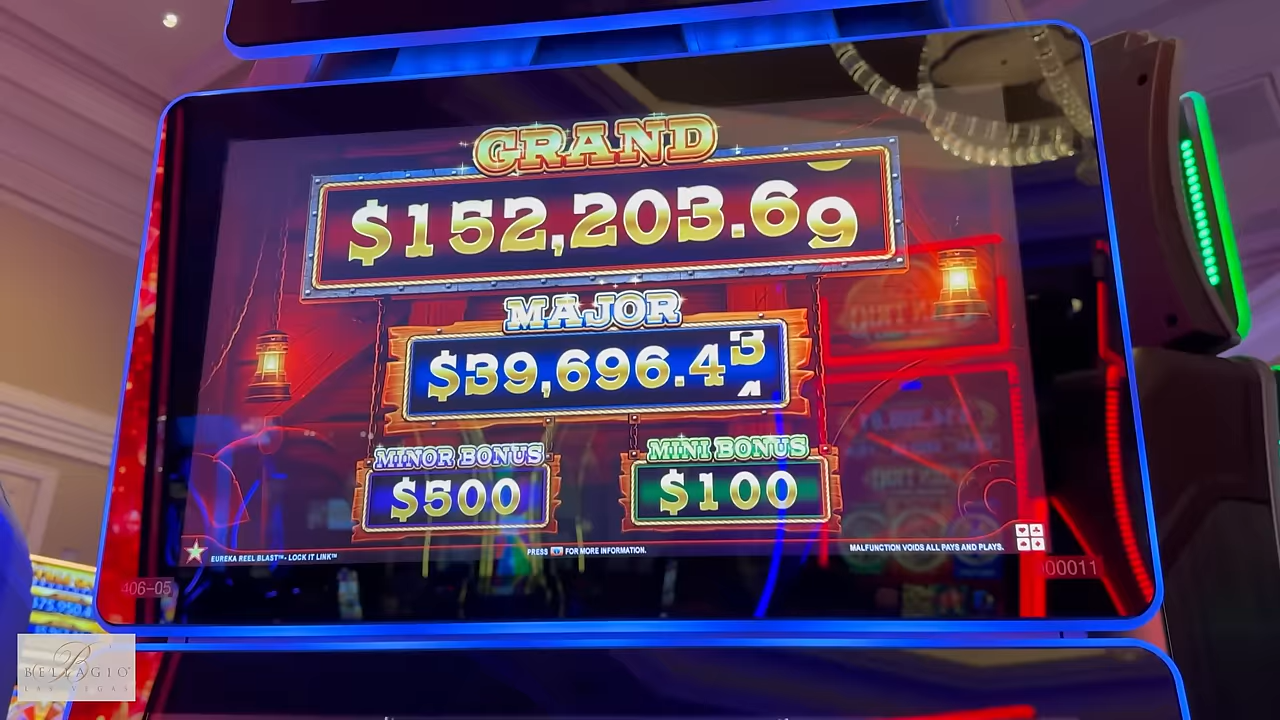 GRAND
$152,203.69
MAJOR
$39,696.43
MINOR BONUS
$500
MINI BONUS
$100
EUREKA REEL BLAST™ - LOCK IT LINK™
PRESS FOR MORE INFORMATION.
MALFUNCTION VOIDS ALL PAYS AND PLAYS.
406-05
00011
BELLAGIO
LAS VEGAS